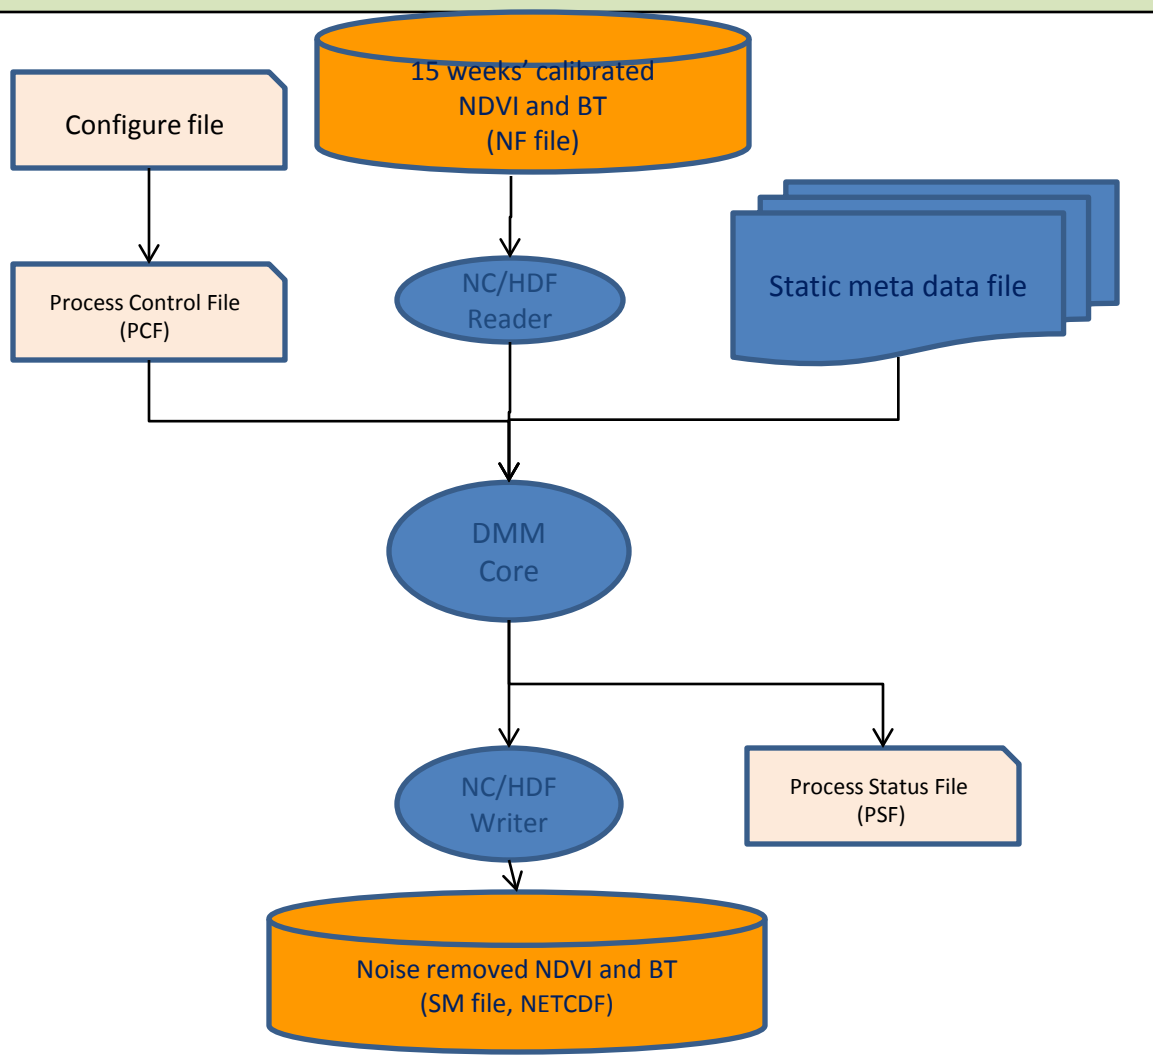 15 weeks’ calibrated
NDVI and BT
(NF file)
Configure file
NC/HDF
Reader
Static meta data file
Process Control File
(PCF)
DMM
Core
NC/HDF
Writer
Process Status File
(PSF)
Noise removed NDVI and BT
(SM file, NETCDF)